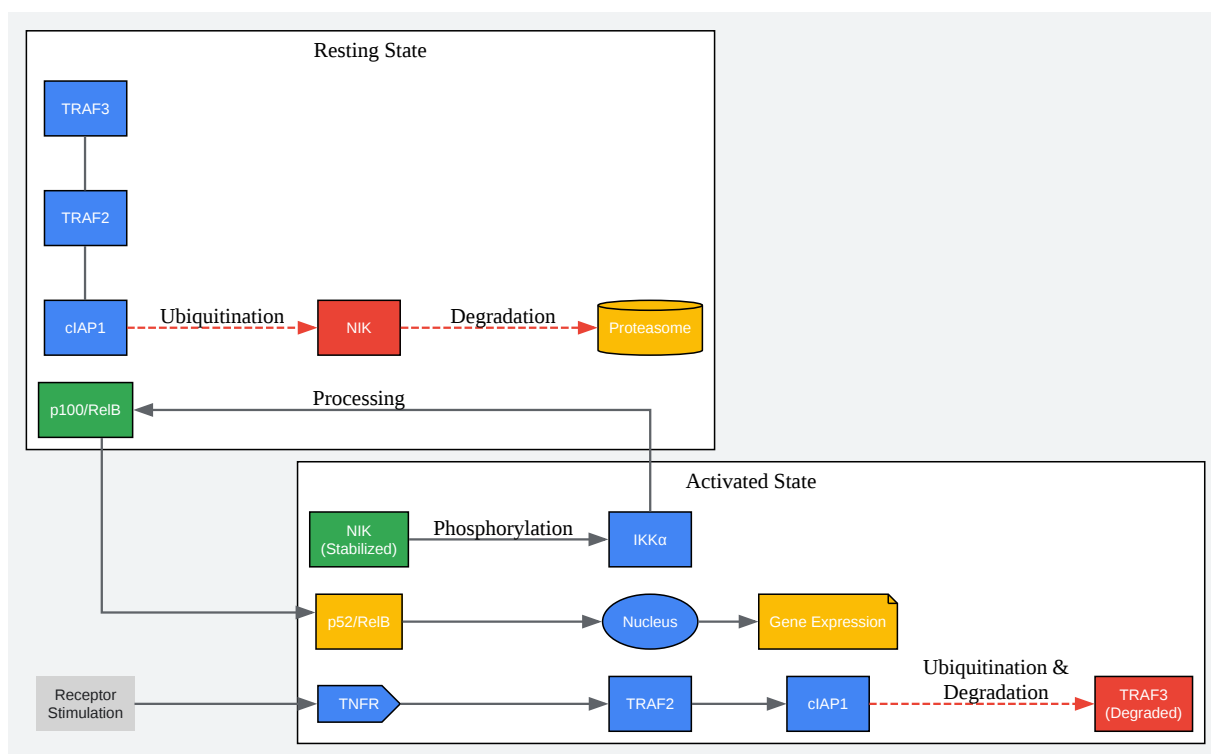 Resting State
TRAF3
TRAF2
cIAP1
Ubiquitination
NIK
Degradation
Proteasome
p100/RelB
Processing
Activated State
NIK
(Stabilized)
Phosphorylation
IKKα
p52/RelB
Nucleus
Gene Expression
Receptor
Stimulation
TNFR
TRAF2
cIAP1
Ubiquitination &
Degradation
TRAF3
(Degraded)